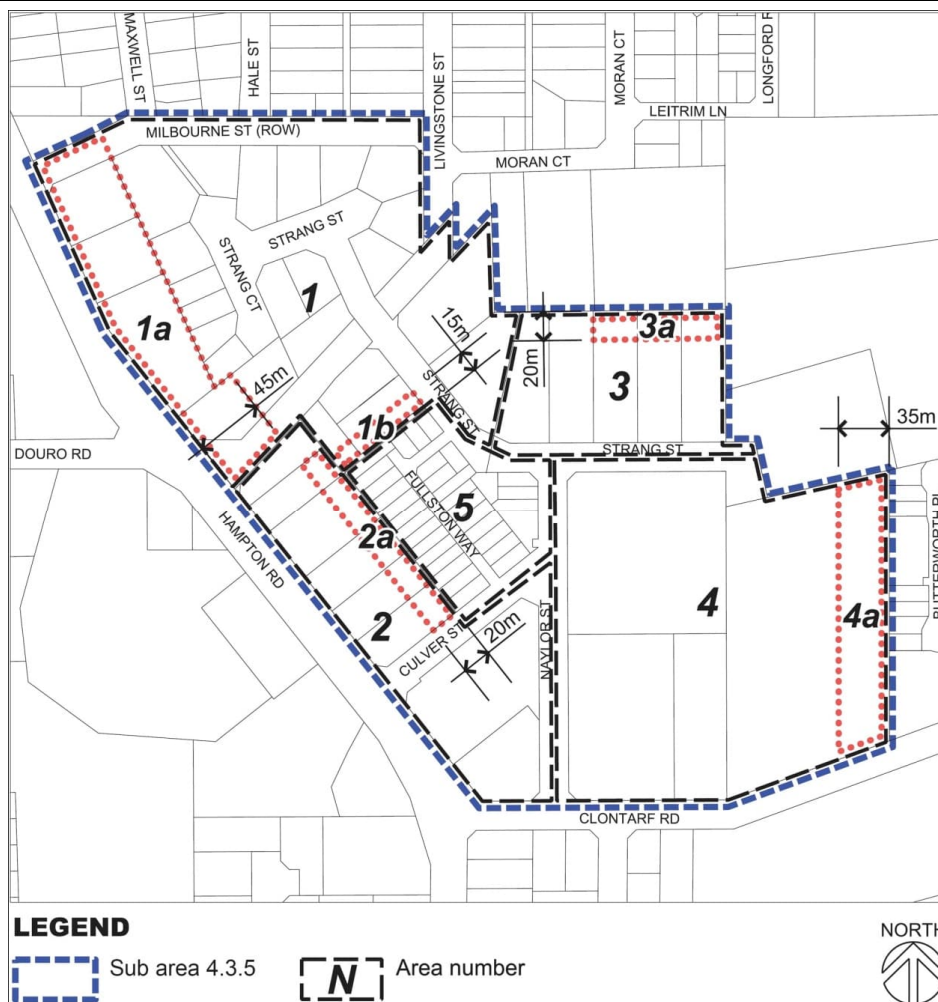 MAXWELL ST
HALE ST
LIVINGSTONE ST
MORAN CT
LONGFORD R
LEITRIM LN
MILBOURNE ST (ROW)
MORAN CT
STRANG ST
STRANG CT
1
1a
15m
20m
3a
3
45m
STRANG ST
1b
DOURO RD
STRANG ST
35m
HAMPTON RD
FULLSTON WAY
5
2a
BUTTERWORTH PL
4
4a
2
CULVER ST
20m
NAYLOR ST
CLONTARF RD
LEGEND
Sub area 4.3.5
N
Area number
NORTH